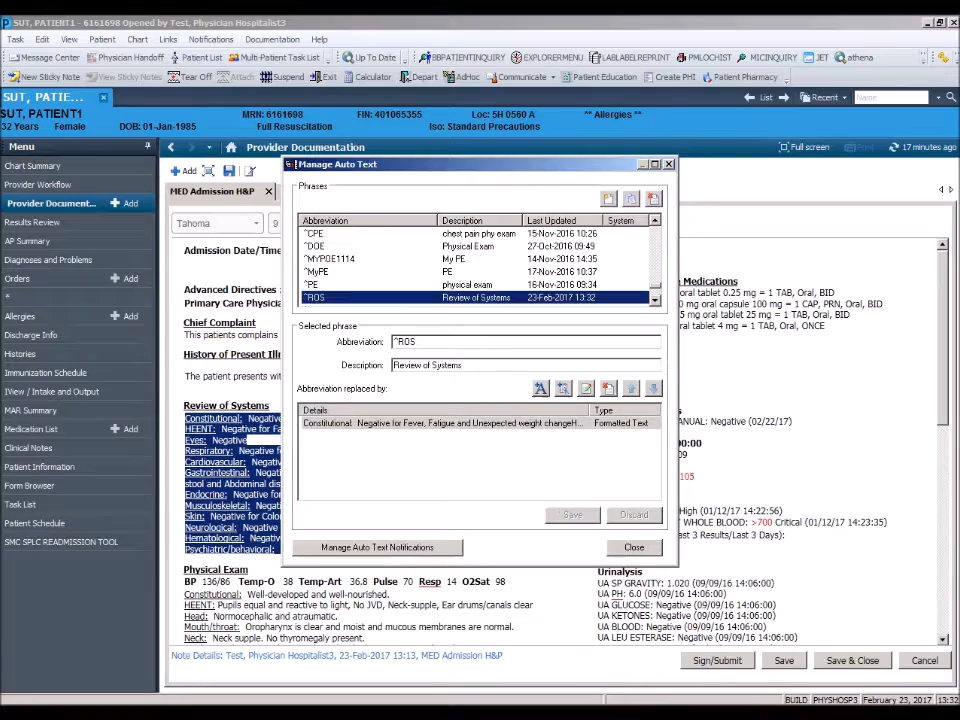 SUT, PATIENT1 - 6161698 Opened by Test, Physician Hospitalist3
Task Edit View Patient Chart Links Notifications Documentation Help
Message Center Physician Handoff Patient List Multi-Patient Task List Up To Date BBPATIENTINQUIRY EXPLORERMENU LABLABELREPRINT PMLOCHIST MICINQUIRY JET athena
New Sticky Note View Sticky Notes Tear Off Attach Suspend Exit Calculator Depart AdHoc Communicate Patient Education Create PHI Patient Pharmacy
SUT, PATIE... List Recent Name
SUT, PATIENT1 MRN: 6161698 FIN: 401065355 Loc: 5H 0560 A ** Allergies **
32 Years Female DOB: 01-Jan-1985 Full Resuscitation Iso: Standard Precautions
Menu Provider Documentation Full screen Print 17 minutes ago
Chart Summary
Provider Workflow
Provider Document... Add
Results Review
AP Summary
Diagnoses and Problems
Orders Add
*
Allergies Add
Discharge Info
Histories
Immunization Schedule
IView / Intake and Output
MAR Summary
Medication List Add
Clinical Notes
Patient Information
Form Browser
Task List
Patient Schedule
SMC SPLC READMISSION TOOL
Add
MED Admission H&P
Tahoma 9
Admission Date/Time
Advanced Directives :
Primary Care Physicia
Chief Complaint
This patients complains
History of Present Ill
The patient presents wit
Review of Systems
Constitutional: Negative
HEENT: Negative for Fa
Eyes: Negative
Respiratory: Negative fo
Cardiovascular: Negativ
Gastrointestinal: Negati
stool and Abdominal dis
Endocrine: Negative for
Musculoskeletal: Negati
Skin: Negative for Color
Neurological: Negative
Hematological: Negativ
Psychiatric/behavioral:
Physical Exam
BP 136/86 Temp-O 38 Temp-Art 36.8 Pulse 70 Resp 14 O2Sat 98
Constitutional: Well-developed and well-nourished.
HEENT: Pupils equal and reactive to light, No JVD, Neck-supple, Ear drums/canals clear
Head: Normocephalic and atraumatic.
Mouth/throat: Oropharynx is clear and moist and mucous membranes are normal.
Neck: Neck supple. No thyromegaly present.
Manage Auto Text
Phrases
Abbreviation Description Last Updated System
^CPE chest pain phy exam 15-Nov-2016 10:26
^DOE Physical Exam 27-Oct-2016 09:49
^MYPOE1114 My PE 14-Nov-2016 14:35
^MyPE PE 17-Nov-2016 10:37
^PE physical exam 16-Nov-2016 09:34
^ROS Review of Systems 23-Feb-2017 13:32
Selected phrase
Abbreviation: ^ROS
Description: Review of Systems
Abbreviation replaced by:
Details Type
Constitutional: Negative for Fever, Fatigue and Unexpected weight changeH... Formatted Text
Save Discard
Manage Auto Text Notifications Close
Medications
oral tablet 0.25 mg = 1 TAB, Oral, BID
oral capsule 100 mg = 1 CAP, PRN, Oral, BID
5 mg oral tablet 25 mg = 1 TAB, Oral, BID
oral tablet 4 mg = 1 TAB, Oral, ONCE
ANUAL: Negative (02/22/17)
00:00
09
105
High (01/12/17 14:22:56)
WHOLE BLOOD: >700 Critical (01/12/17 14:23:35)
ast 3 Results/Last 3 Days):
Urinalysis
UA SP GRAVITY: 1.020 (09/09/16 14:06:00)
UA PH: 6.0 (09/09/16 14:06:00)
UA GLUCOSE: Negative (09/09/16 14:06:00)
UA KETONES: Negative (09/09/16 14:06:00)
UA BLOOD: Negative (09/09/16 14:06:00)
UA LEU ESTERASE: Negative (09/09/16 14:06:00)
Note Details: Test, Physician Hospitalist3, 23-Feb-2017 13:13, MED Admission H&P
Sign/Submit Save Save & Close Cancel
BUILD PHYSHOSP3 February 23, 2017 13:32